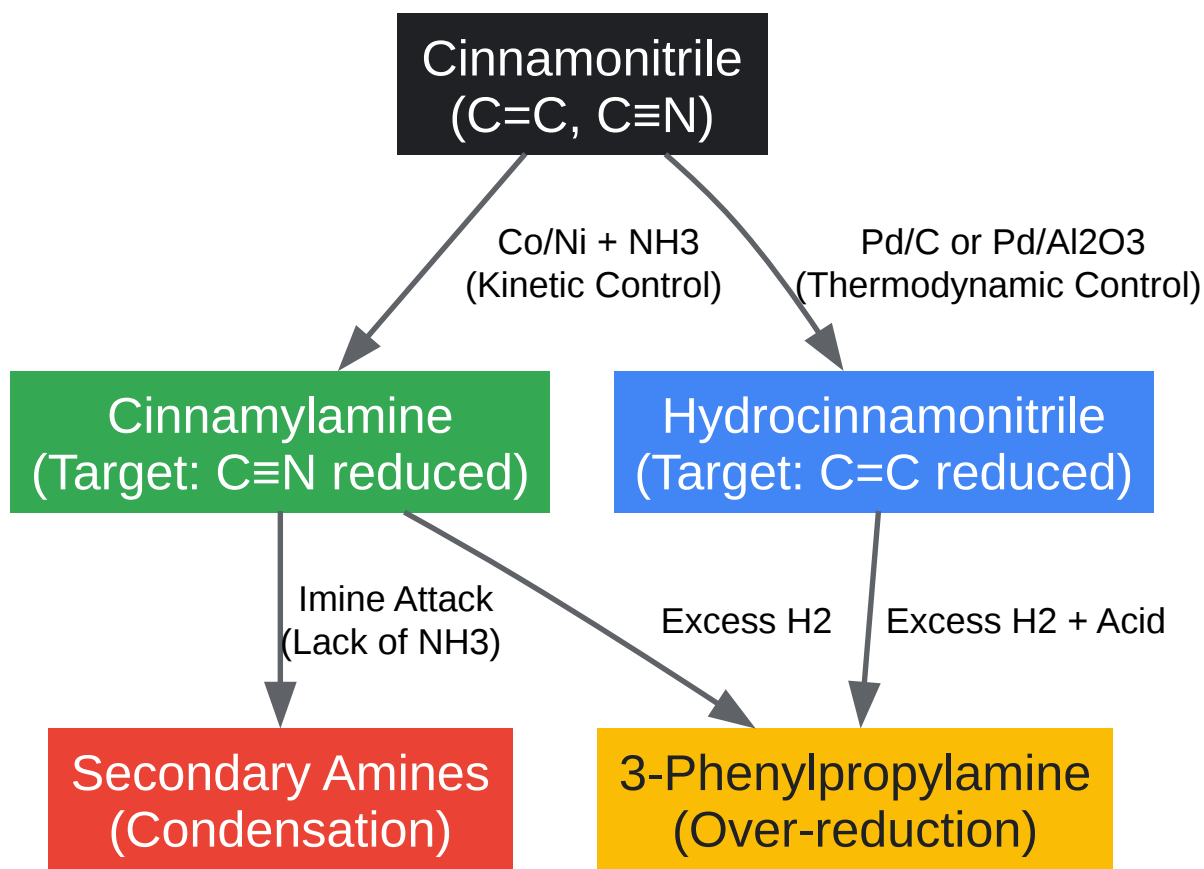 Cinnamonitrile
(C=C, C≡N)
Co/Ni + NH3
(Kinetic Control)
Pd/C or Pd/Al2O3
(Thermodynamic Control)
Cinnamylamine
(Target: C≡N reduced)
Hydrocinnamonitrile
(Target: C=C reduced)
Imine Attack
(Lack of NH3)
Excess H2
Excess H2 + Acid
Secondary Amines
(Condensation)
3-Phenylpropylamine
(Over-reduction)